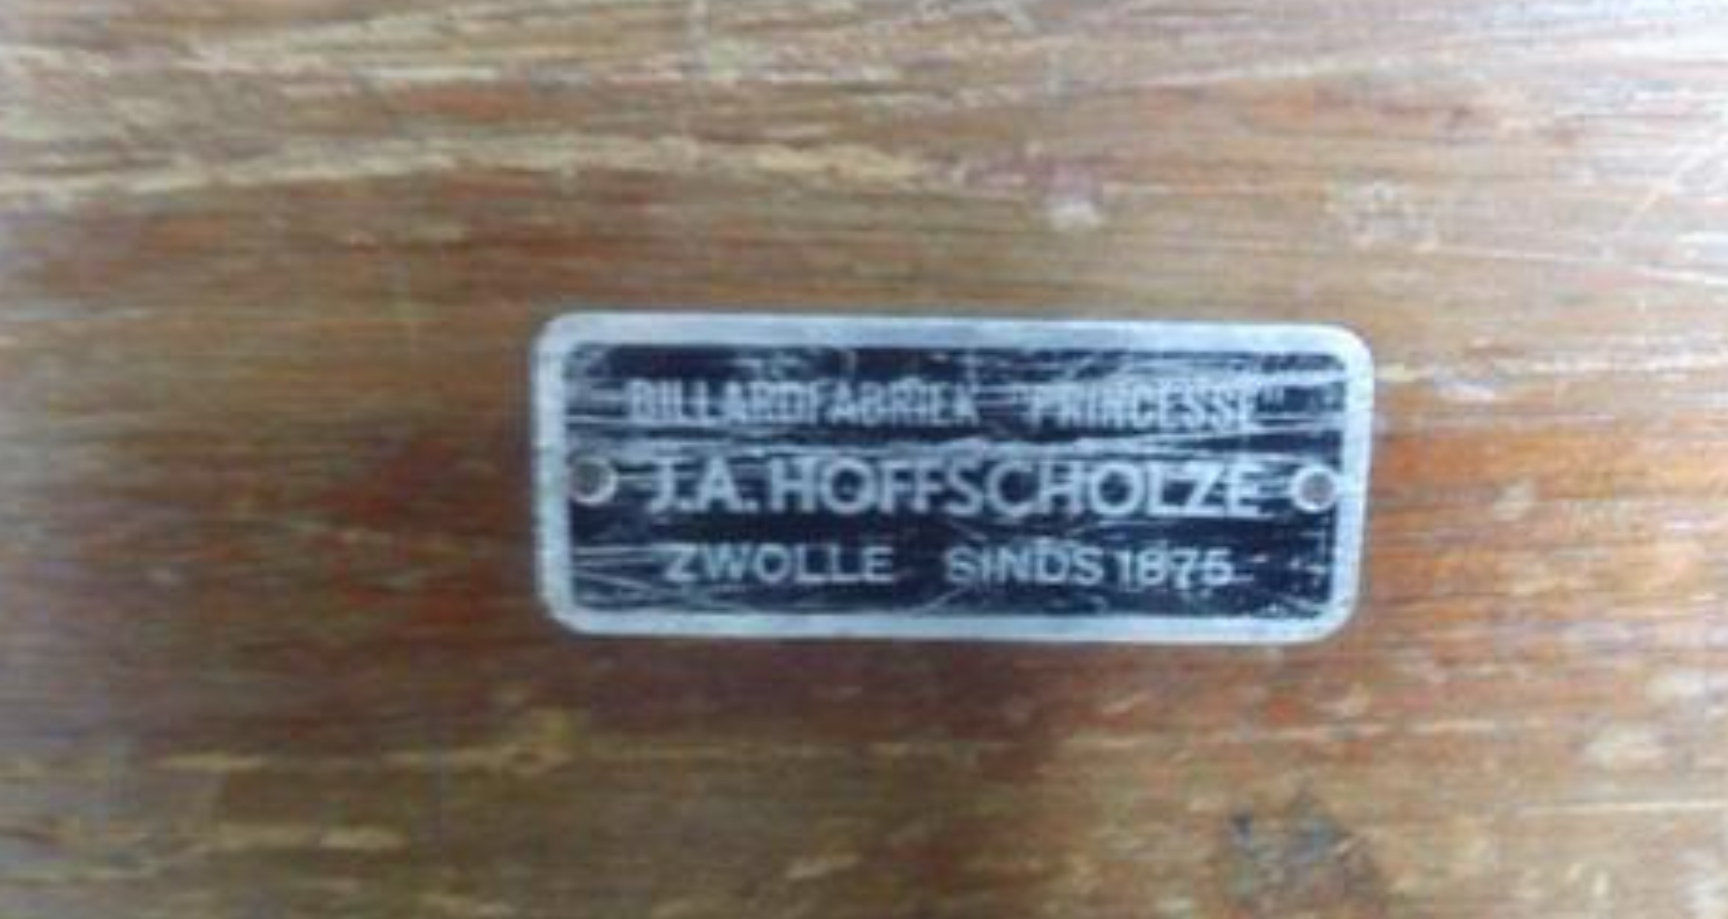 BILLARDFABRIEK "PRINCESSE"
J.A. HOFFSCHOLZE
ZWOLLE SINDS 1875